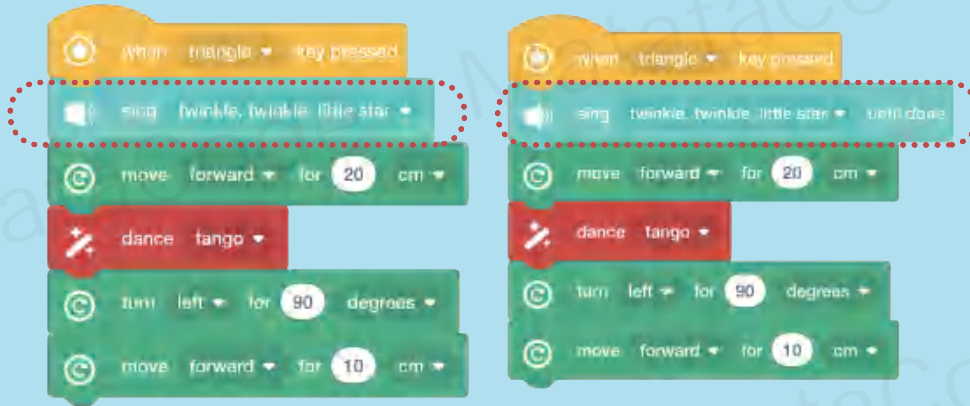 when triangle key pressed
sing twinkle, twinkle, little star
move forward for 20 cm
dance tango
turn left for 90 degrees
move forward for 10 cm
when triangle key pressed
sing twinkle, twinkle, little star until done
move forward for 20 cm
dance tango
turn left for 90 degrees
move forward for 10 cm